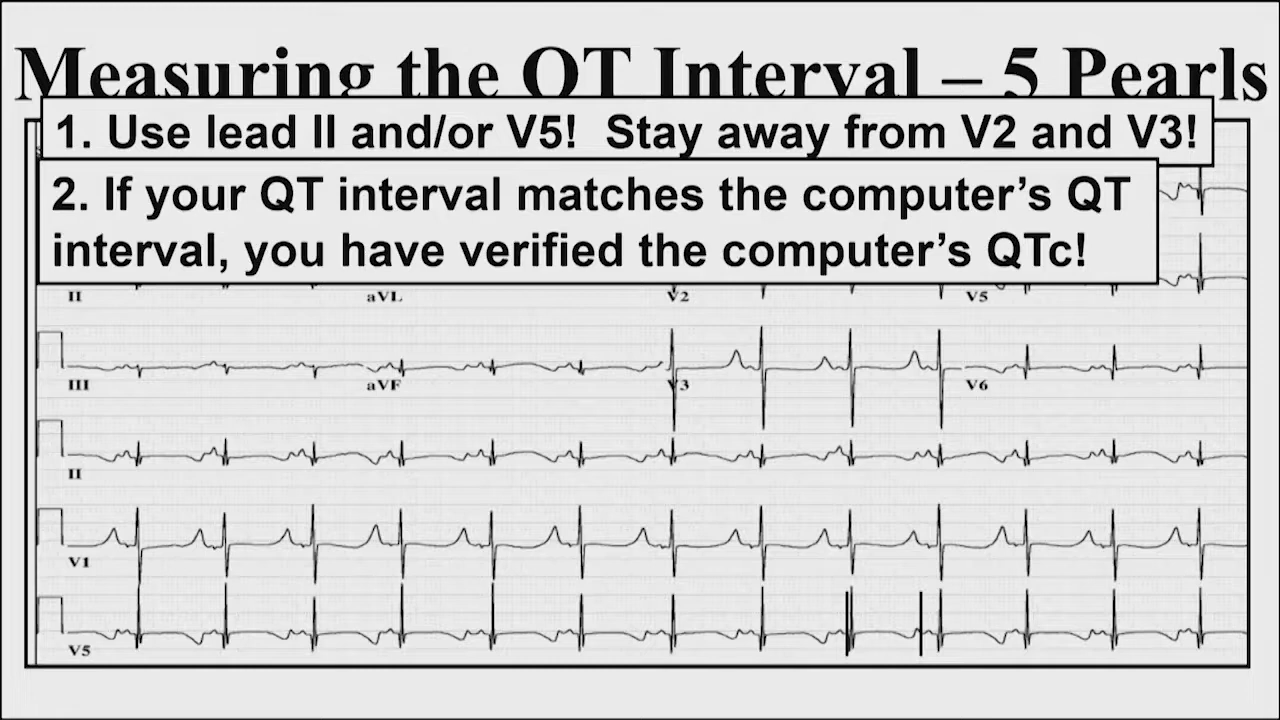 Measuring the QT Interval – 5 Pearls
1. Use lead II and/or V5!  Stay away from V2 and V3!
2. If your QT interval matches the computer’s QT
interval, you have verified the computer’s QTc!
II aVL V2 V5
III aVF V3 V6
II
V1
V5